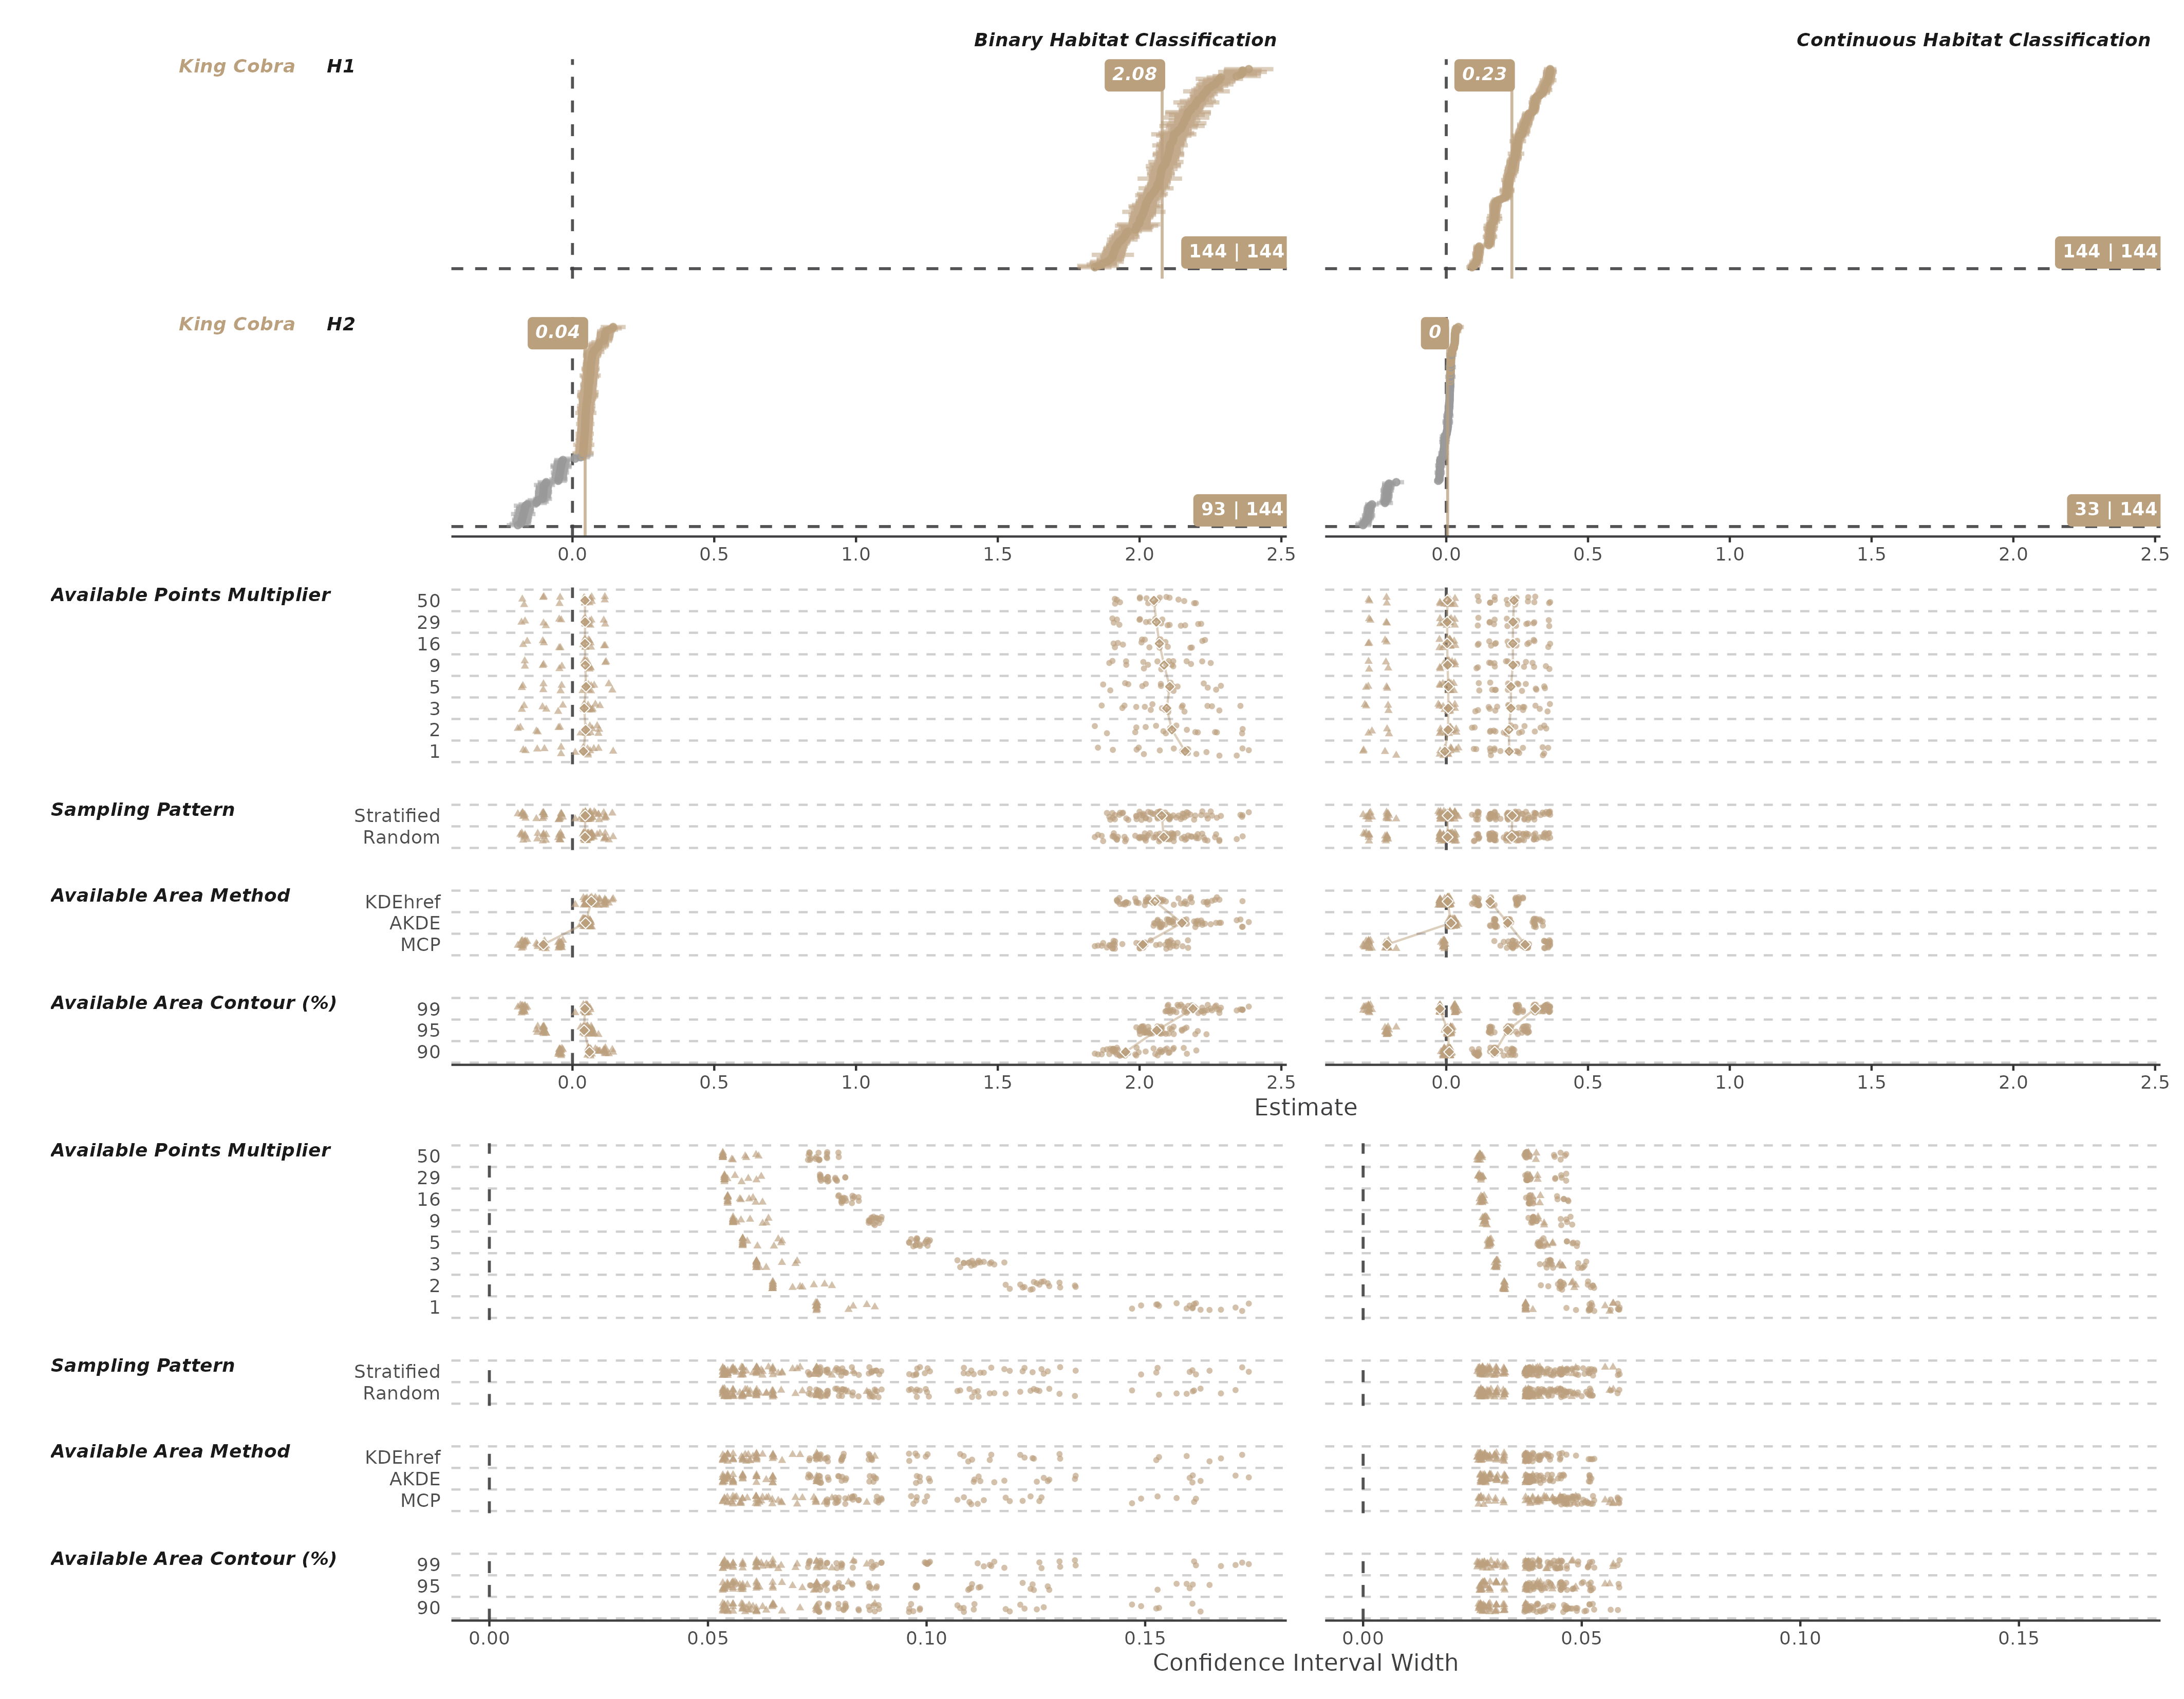 Binary Habitat Classification
Continuous Habitat Classification
King Cobra H1
2.08
0.23
144 | 144
144 | 144
King Cobra H2
0.04
0
93 | 144
33 | 144
0.0 0.5 1.0 1.5 2.0 2.5
0.0 0.5 1.0 1.5 2.0 2.5
Available Points Multiplier
50
29
16
9
5
3
2
1
Sampling Pattern
Stratified
Random
Available Area Method
KDEhref
AKDE
MCP
Available Area Contour (%)
99
95
90
0.0 0.5 1.0 1.5 2.0 2.5
0.0 0.5 1.0 1.5 2.0 2.5
Estimate
Available Points Multiplier
50
29
16
9
5
3
2
1
Sampling Pattern
Stratified
Random
Available Area Method
KDEhref
AKDE
MCP
Available Area Contour (%)
99
95
90
0.00 0.05 0.10 0.15
0.00 0.05 0.10 0.15
Confidence Interval Width